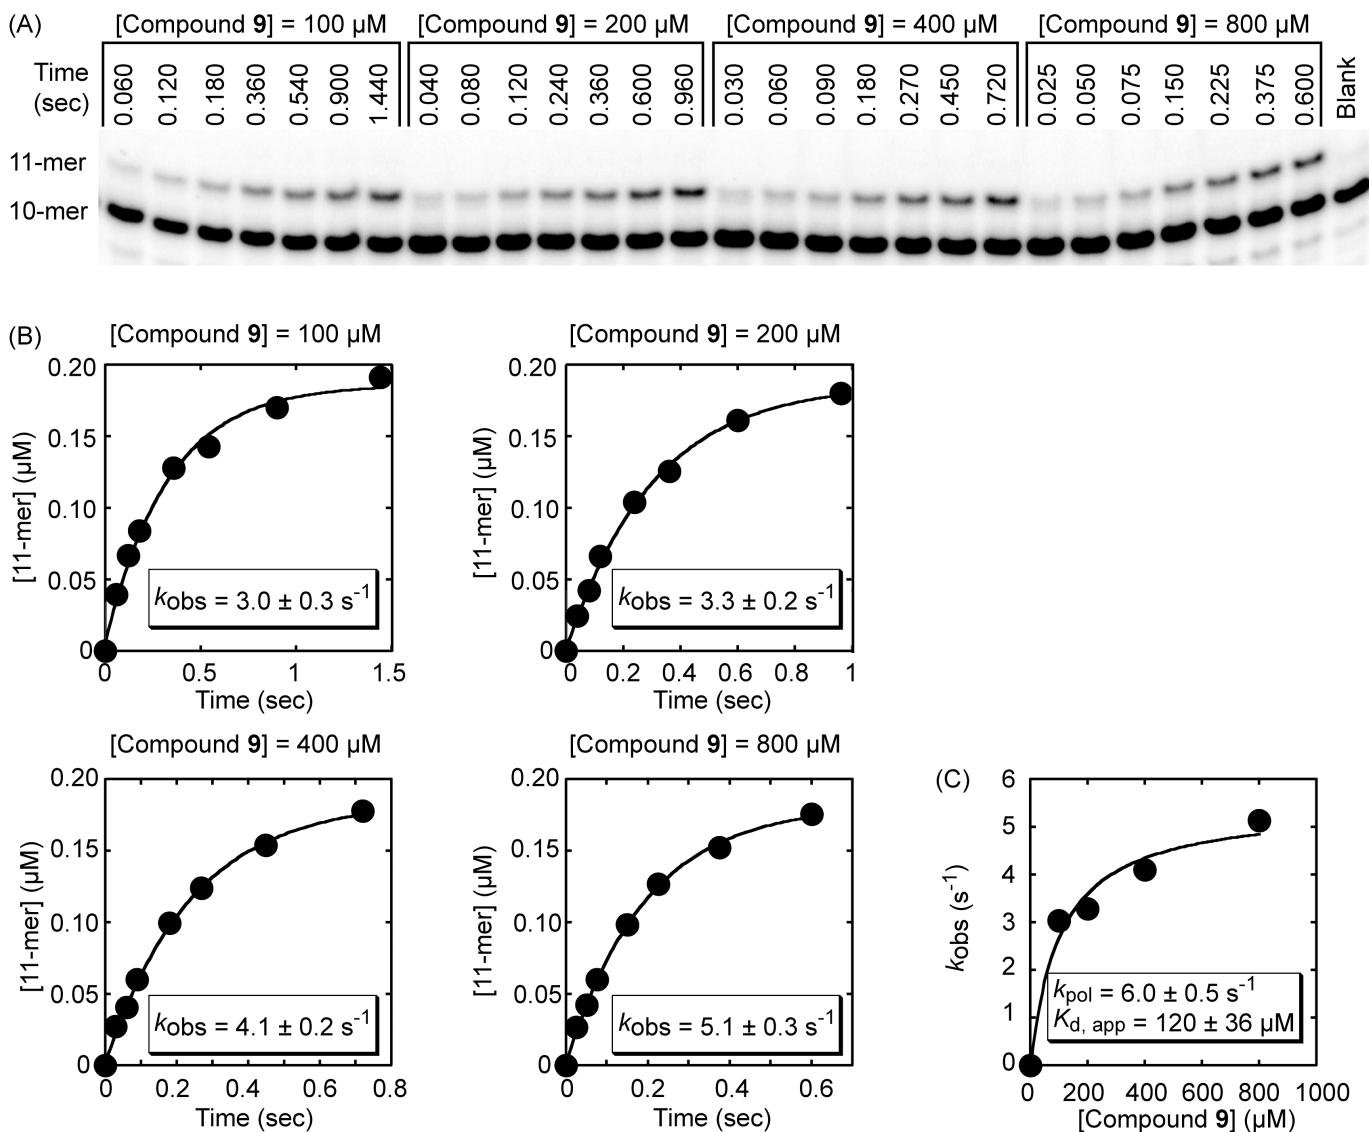 (A)
[Compound 9] = 100 µM
[Compound 9] = 200 µM
[Compound 9] = 400 µM
[Compound 9] = 800 µM
Time
(sec)
0.060 0.120 0.180 0.360 0.540 0.900 1.440 0.040 0.080 0.120 0.240 0.360 0.600 0.960 0.030 0.060 0.090 0.180 0.270 0.450 0.720 0.025 0.050 0.075 0.150 0.225 0.375 0.600 Blank
11-mer
10-mer
(B)
[Compound 9] = 100 µM
0.20
0.15
0.10
0.05
0
[11-mer] (µM)
kobs = 3.0 ± 0.3 s-1
0 0.5 1 1.5
Time (sec)
[Compound 9] = 200 µM
0.20
0.15
0.10
0.05
0
[11-mer] (µM)
kobs = 3.3 ± 0.2 s-1
0 0.2 0.4 0.6 0.8 1
Time (sec)
[Compound 9] = 400 µM
0.20
0.15
0.10
0.05
0
[11-mer] (µM)
kobs = 4.1 ± 0.2 s-1
0 0.2 0.4 0.6 0.8
Time (sec)
[Compound 9] = 800 µM
0.20
0.15
0.10
0.05
0
[11-mer] (µM)
kobs = 5.1 ± 0.3 s-1
0 0.2 0.4 0.6
Time (sec)
(C)
6
5
4
3
2
1
0
kobs (s-1)
kpol = 6.0 ± 0.5 s-1
Kd, app = 120 ± 36 µM
0 200 400 600 800 1000
[Compound 9] (µM)